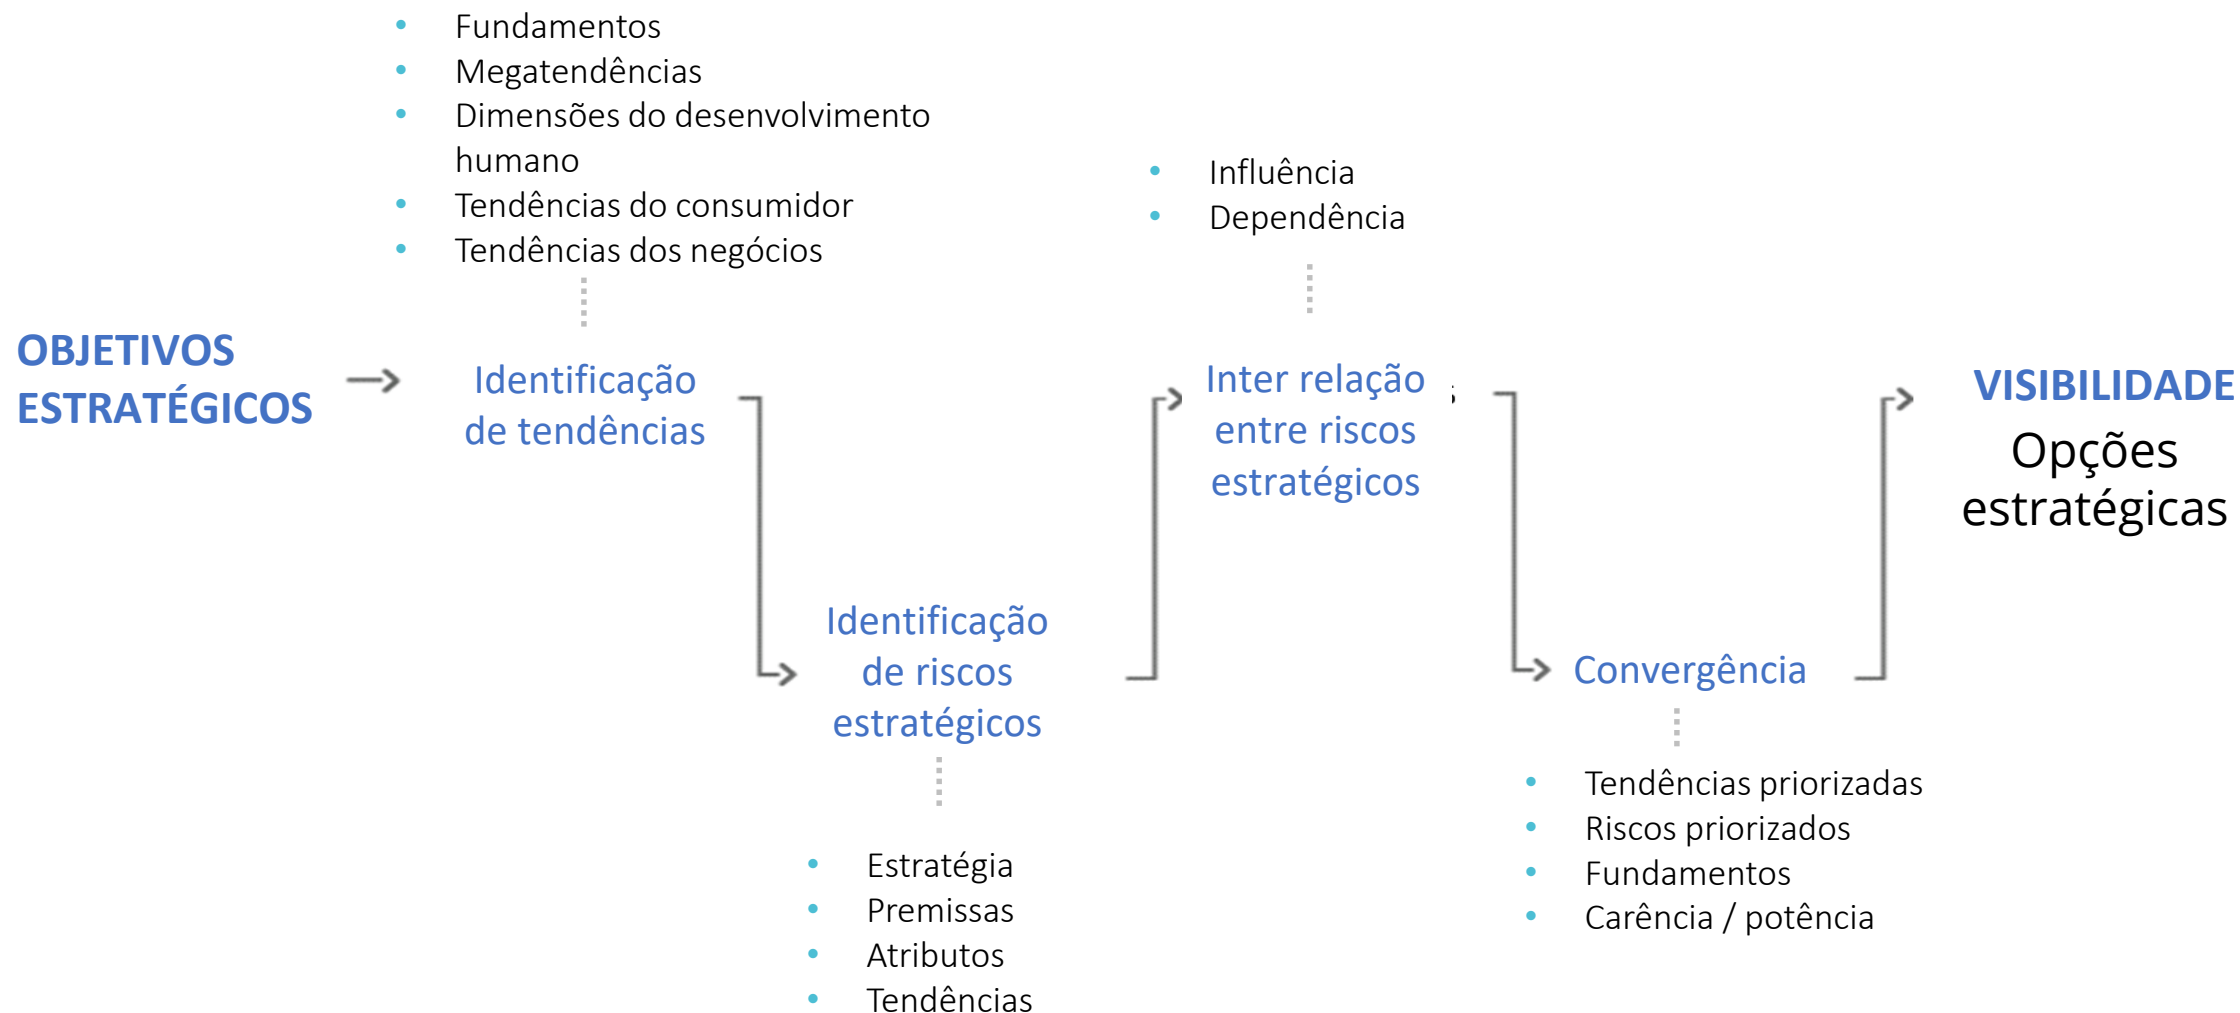 • Fundamentos
• Megatendências
• Dimensões do desenvolvimento
humano
• Tendências do consumidor
• Tendências dos negócios
OBJETIVOS
ESTRATÉGICOS
Identificação
de tendências
Identificação
de riscos
estratégicos
• Estratégia
• Premissas
• Atributos
• Tendências
• Influência
• Dependência
Inter relação
entre riscos
estratégicos
Convergência
• Tendências priorizadas
• Riscos priorizados
• Fundamentos
• Carência / potência
VISIBILIDADE
Opções
estratégicas